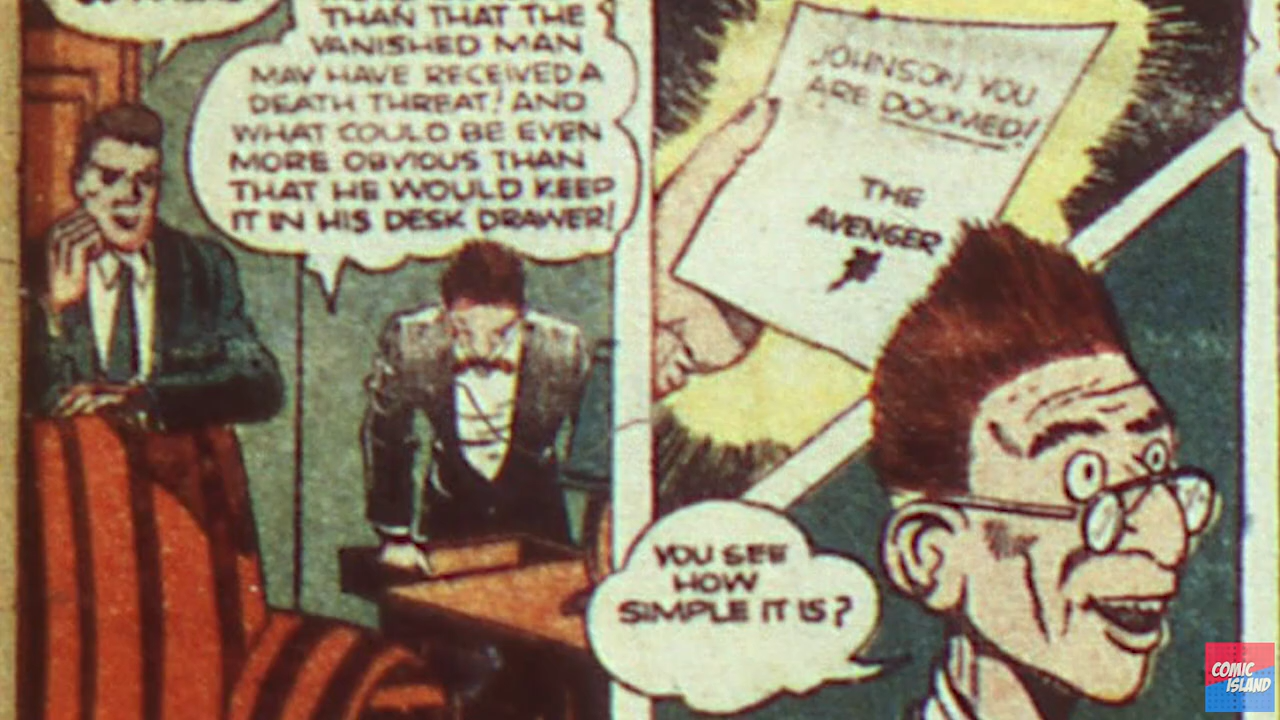 THAN THAT THE
VANISHED MAN
MAY HAVE RECEIVED A
DEATH THREAT! AND
WHAT COULD BE EVEN
MORE OBVIOUS THAN
THAT HE WOULD KEEP
IT IN HIS DESK DRAWER!
JOHNSON YOU
ARE DOOMED!
THE
AVENGER
YOU SEE
HOW
SIMPLE IT IS?
COMIC
ISLAND